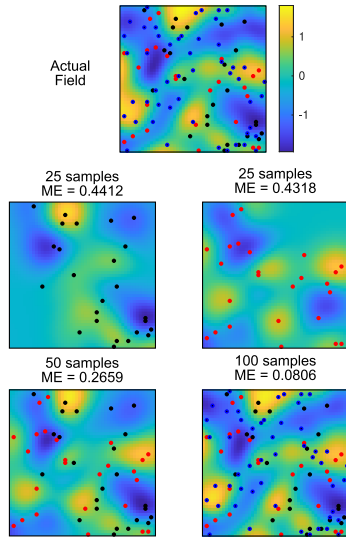 Actual
Field
1
0
-1
25 samples
ME = 0.4412
25 samples
ME = 0.4318
50 samples
ME = 0.2659
100 samples
ME = 0.0806